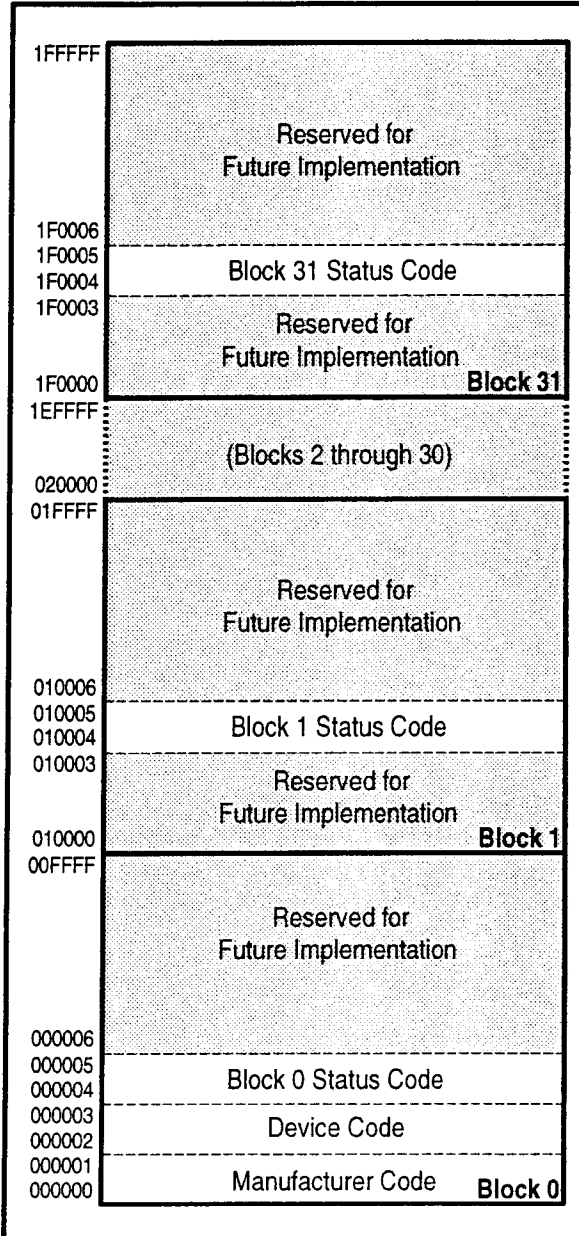 1FFFFF
Reserved for
Future Implementation
1F0006
1F0005
Block 31 Status Code
1F0004
1F0003
Reserved for
Future Implementation
1F0000
Block 31
1EFFFF
(Blocks 2 through 30)
020000
01FFFF
Reserved for
Future Implementation
010006
010005
Block 1 Status Code
010004
010003
Reserved for
Future Implementation
010000
Block 1
00FFFF
Reserved for
Future Implementation
000006
000005
Block 0 Status Code
000004
000003
Device Code
000002
000001
Manufacturer Code
000000
Block 0